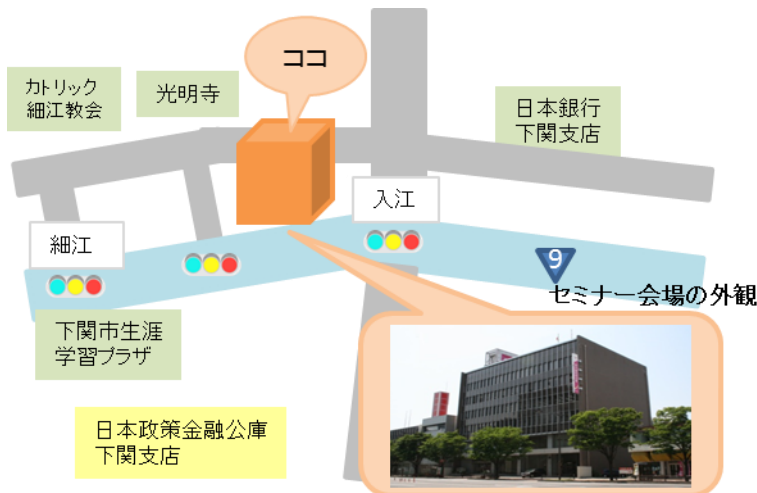 ココ
カトリック
細江教会
光明寺
日本銀行
下関支店
入江
細江
9
セミナー会場の外観
下関市生涯
学習プラザ
日本政策金融公庫
下関支店